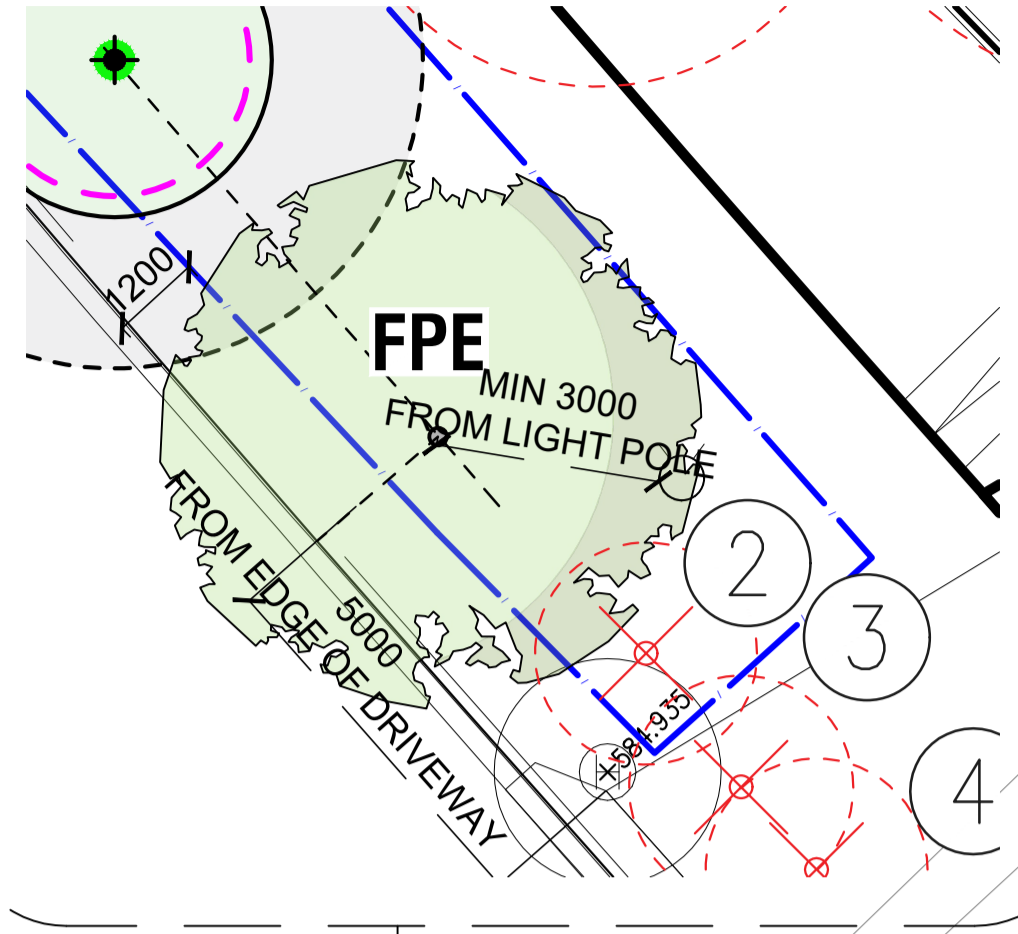 1200
FPE
MIN 3000
FROM LIGHT POLE
5000
FROM EDGE OF DRIVEWAY
2
3
584.935
4